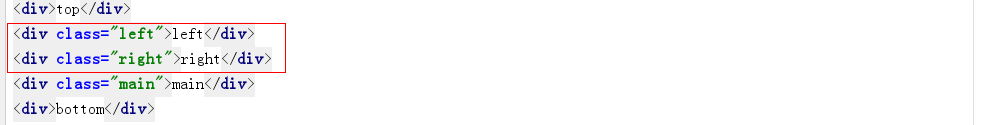 <div>top</div>
<div class="left">left</div>
<div class="right">right</div>
<div class="main">main</div>
<div>bottom</div>